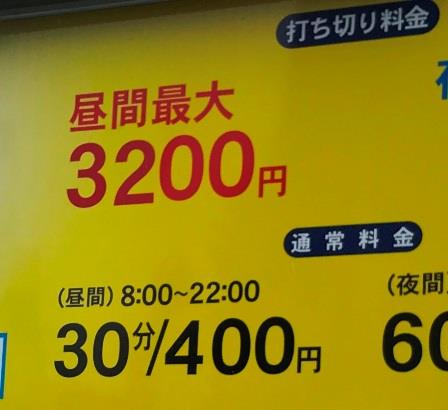 打ち切り料金
昼間最大
3200円
通常料金
(昼間) 8:00~22:00
30分/400円
(夜間
60